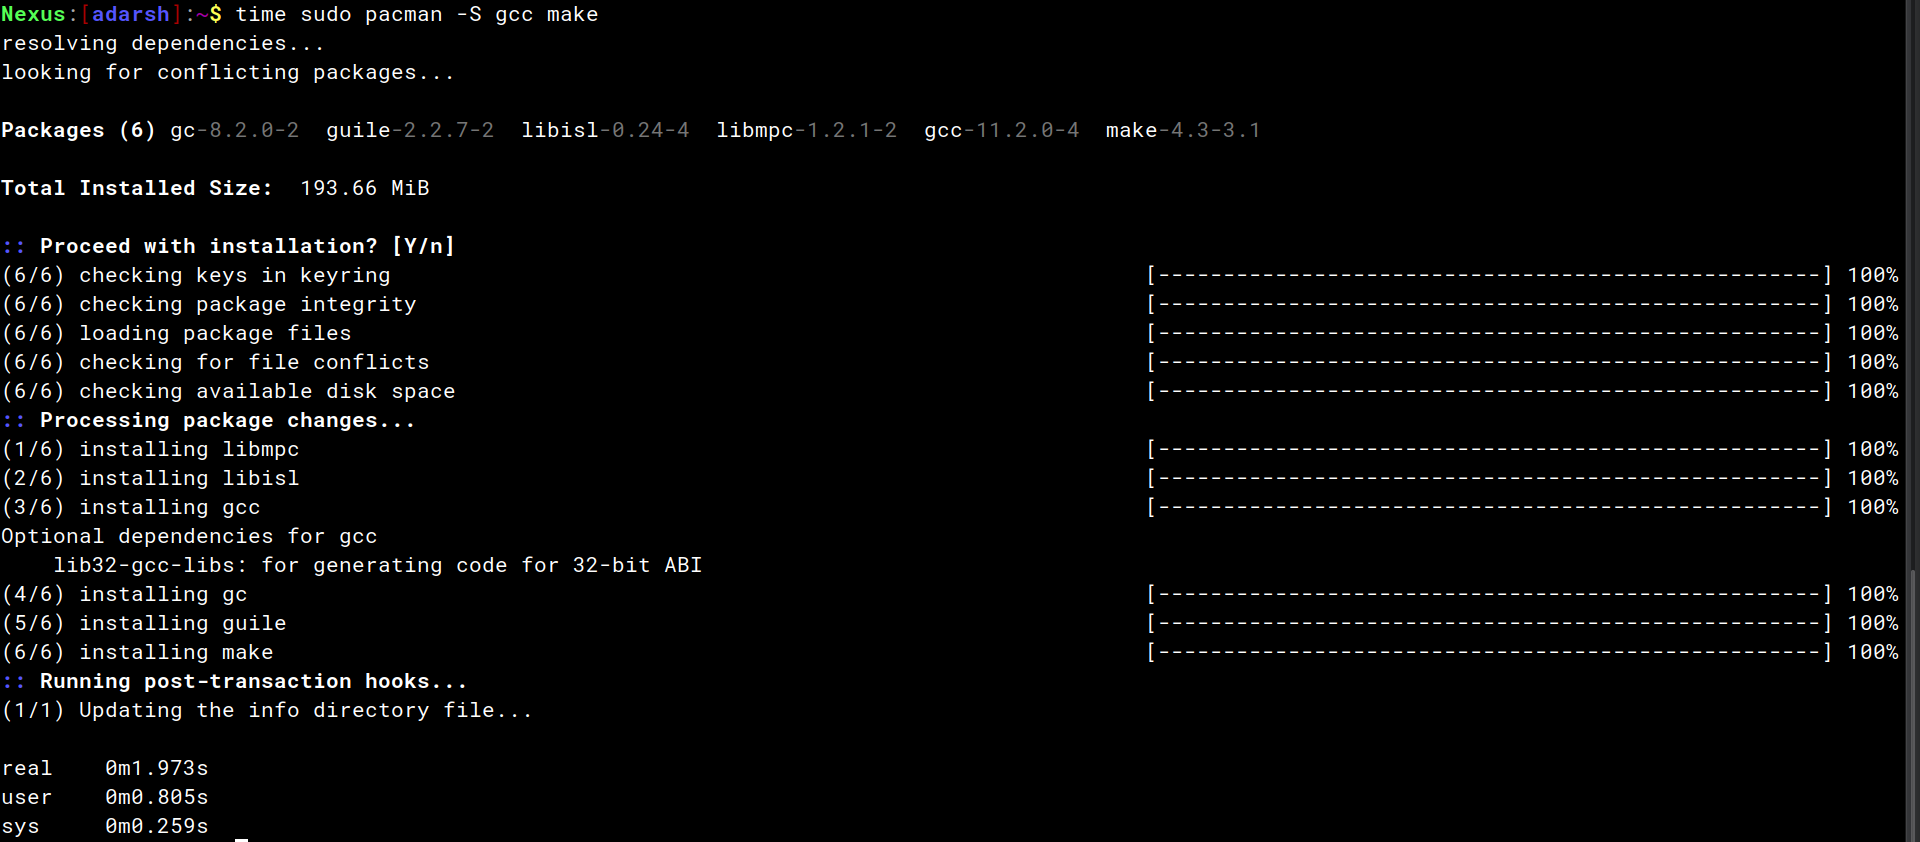 Nexus:[adarsh]:~$ time sudo pacman -S gcc make
resolving dependencies...
looking for conflicting packages...
Packages (6) gc-8.2.0-2  guile-2.2.7-2  libisl-0.24-4  libmpc-1.2.1-2  gcc-11.2.0-4  make-4.3-3.1
Total Installed Size:  193.66 MiB
:: Proceed with installation? [Y/n]
(6/6) checking keys in keyring [---------------------------------------------------] 100%
(6/6) checking package integrity [---------------------------------------------------] 100%
(6/6) loading package files [---------------------------------------------------] 100%
(6/6) checking for file conflicts [---------------------------------------------------] 100%
(6/6) checking available disk space [---------------------------------------------------] 100%
:: Processing package changes...
(1/6) installing libmpc [---------------------------------------------------] 100%
(2/6) installing libisl [---------------------------------------------------] 100%
(3/6) installing gcc [---------------------------------------------------] 100%
Optional dependencies for gcc
    lib32-gcc-libs: for generating code for 32-bit ABI
(4/6) installing gc [---------------------------------------------------] 100%
(5/6) installing guile [---------------------------------------------------] 100%
(6/6) installing make [---------------------------------------------------] 100%
:: Running post-transaction hooks...
(1/1) Updating the info directory file...
real    0m1.973s
user    0m0.805s
sys     0m0.259s